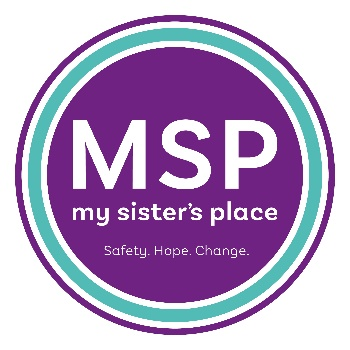 MSP
my sister's place
Safety. Hope. Change.